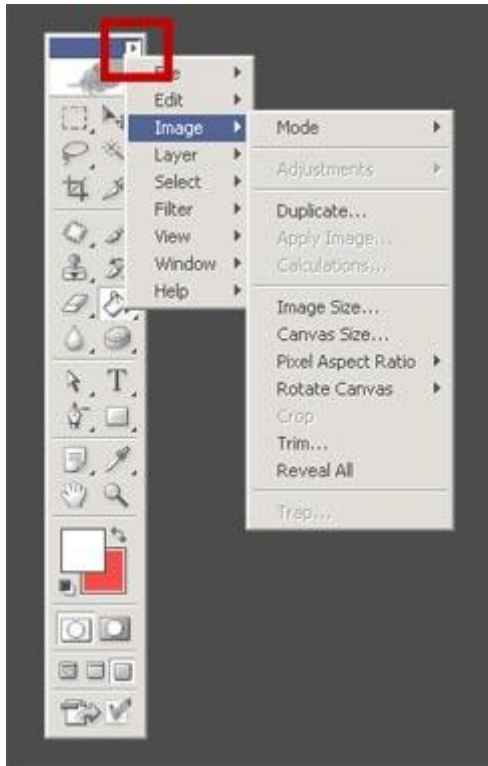 Edit
Image
Layer
Select
Filter
View
Window
Help
Mode
Adjustments
Duplicate...
Apply Image...
Calculations...
Image Size...
Canvas Size...
Pixel Aspect Ratio
Rotate Canvas
Crop
Trim...
Reveal All
Trap...
T